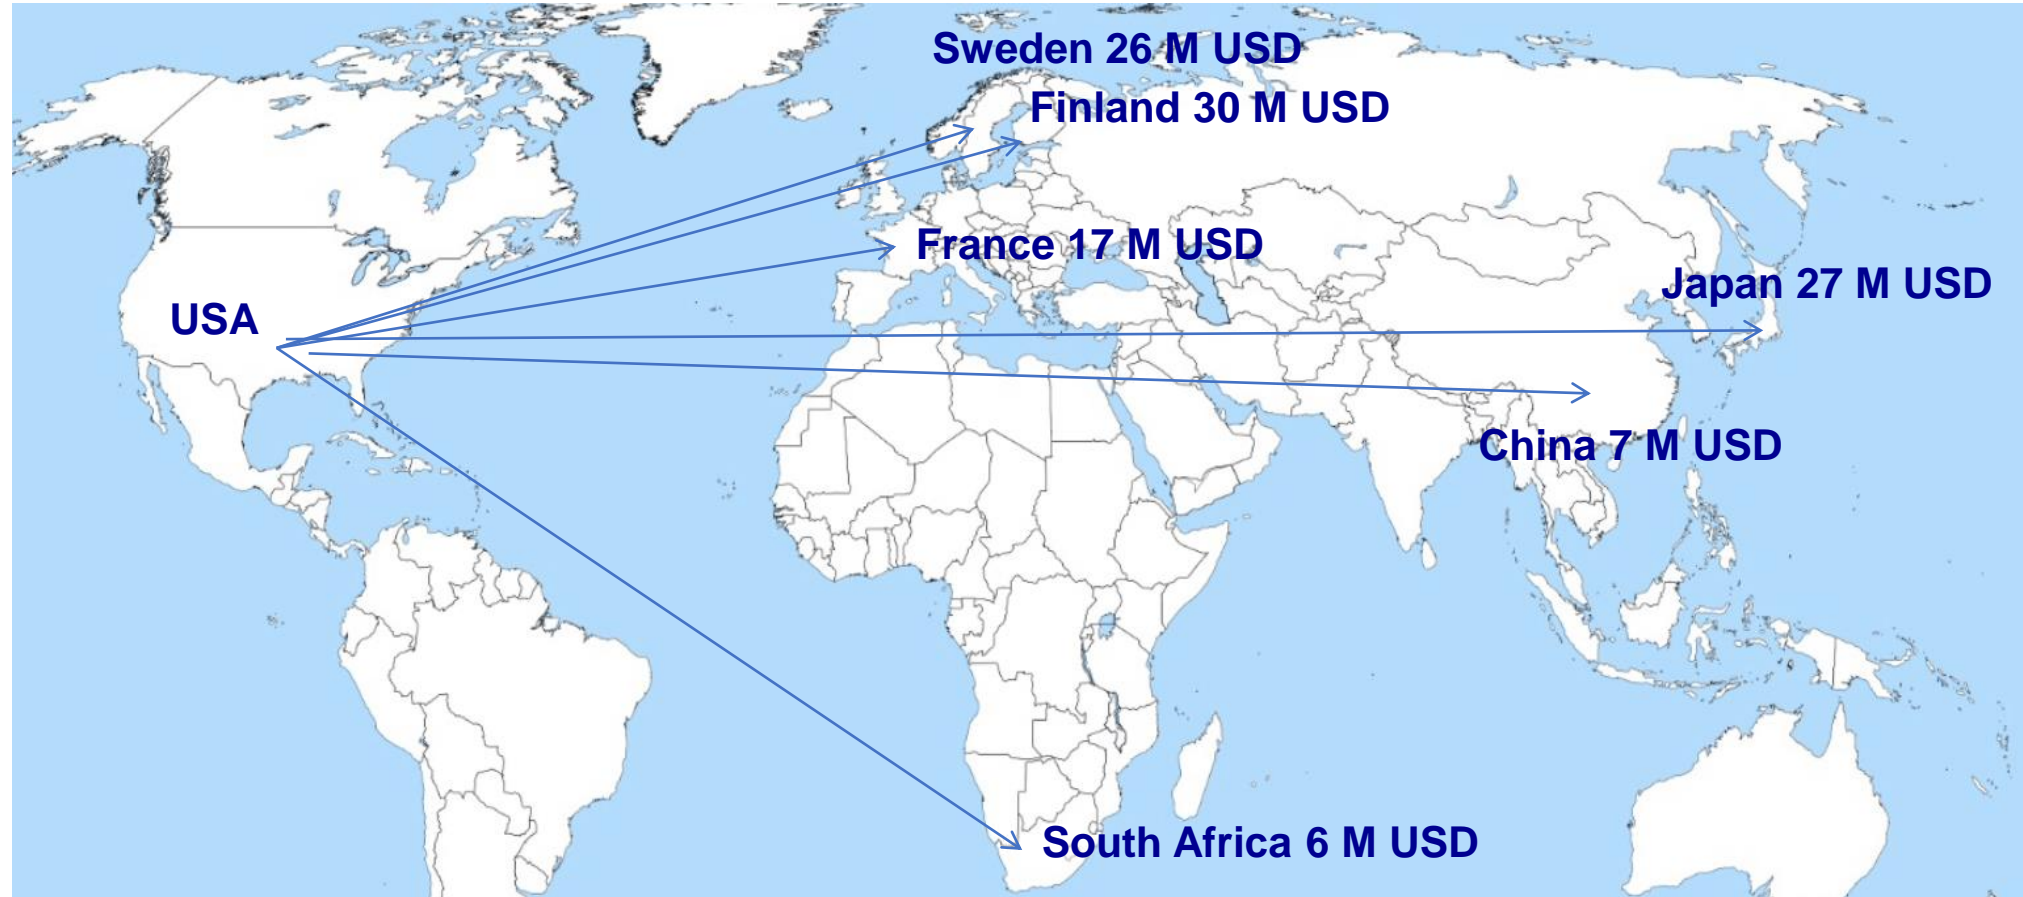 Sweden 26 M USD
Finland 30 M USD
France 17 M USD
Japan 27 M USD
USA
China 7 M USD
South Africa 6 M USD